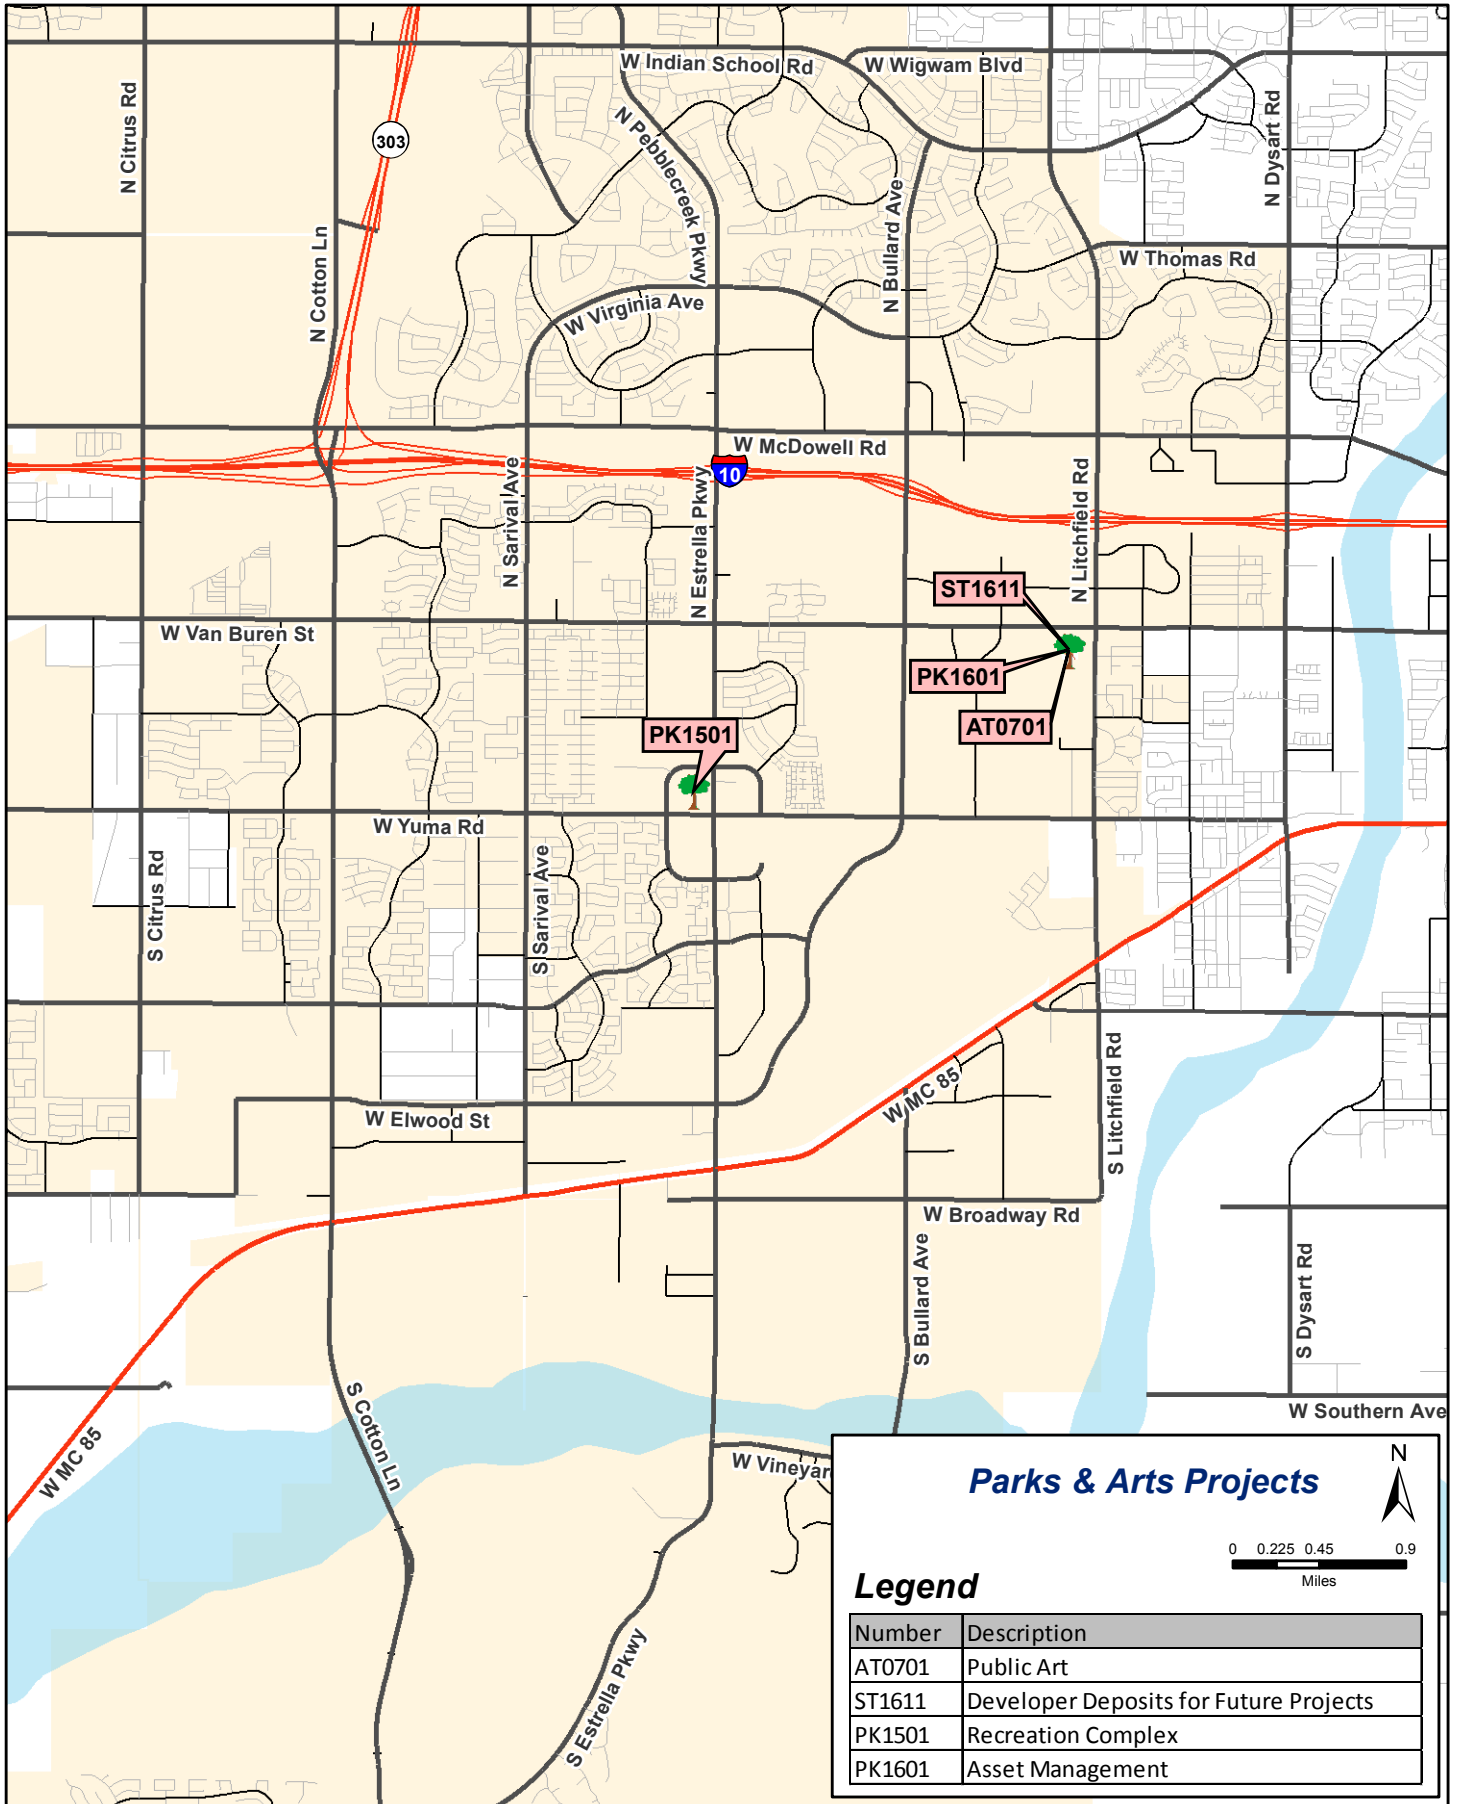 W Indian School Rd
W Wigwam Blvd
N Citrus Rd
N Dysart Rd
303
N Pebblecreek Pkwy
N Bullard Ave
N Cotton Ln
W Thomas Rd
W Virginia Ave
W McDowell Rd
10
N Sarival Ave
N Estrella Pkwy
N Litchfield Rd
ST1611
W Van Buren St
PK1601
AT0701
PK1501
W Yuma Rd
S Citrus Rd
S Sarival Ave
S Litchfield Rd
W MC 85
W Elwood St
W Broadway Rd
S Bullard Ave
S Dysart Rd
S Cotton Ln
W Southern Ave
W MC 85
W Vineyar
S Estrella Pkwy
Parks & Arts Projects
N
0 0.225 0.45 0.9
Miles
Legend
Number Description
AT0701 Public Art
ST1611 Developer Deposits for Future Projects
PK1501 Recreation Complex
PK1601 Asset Management